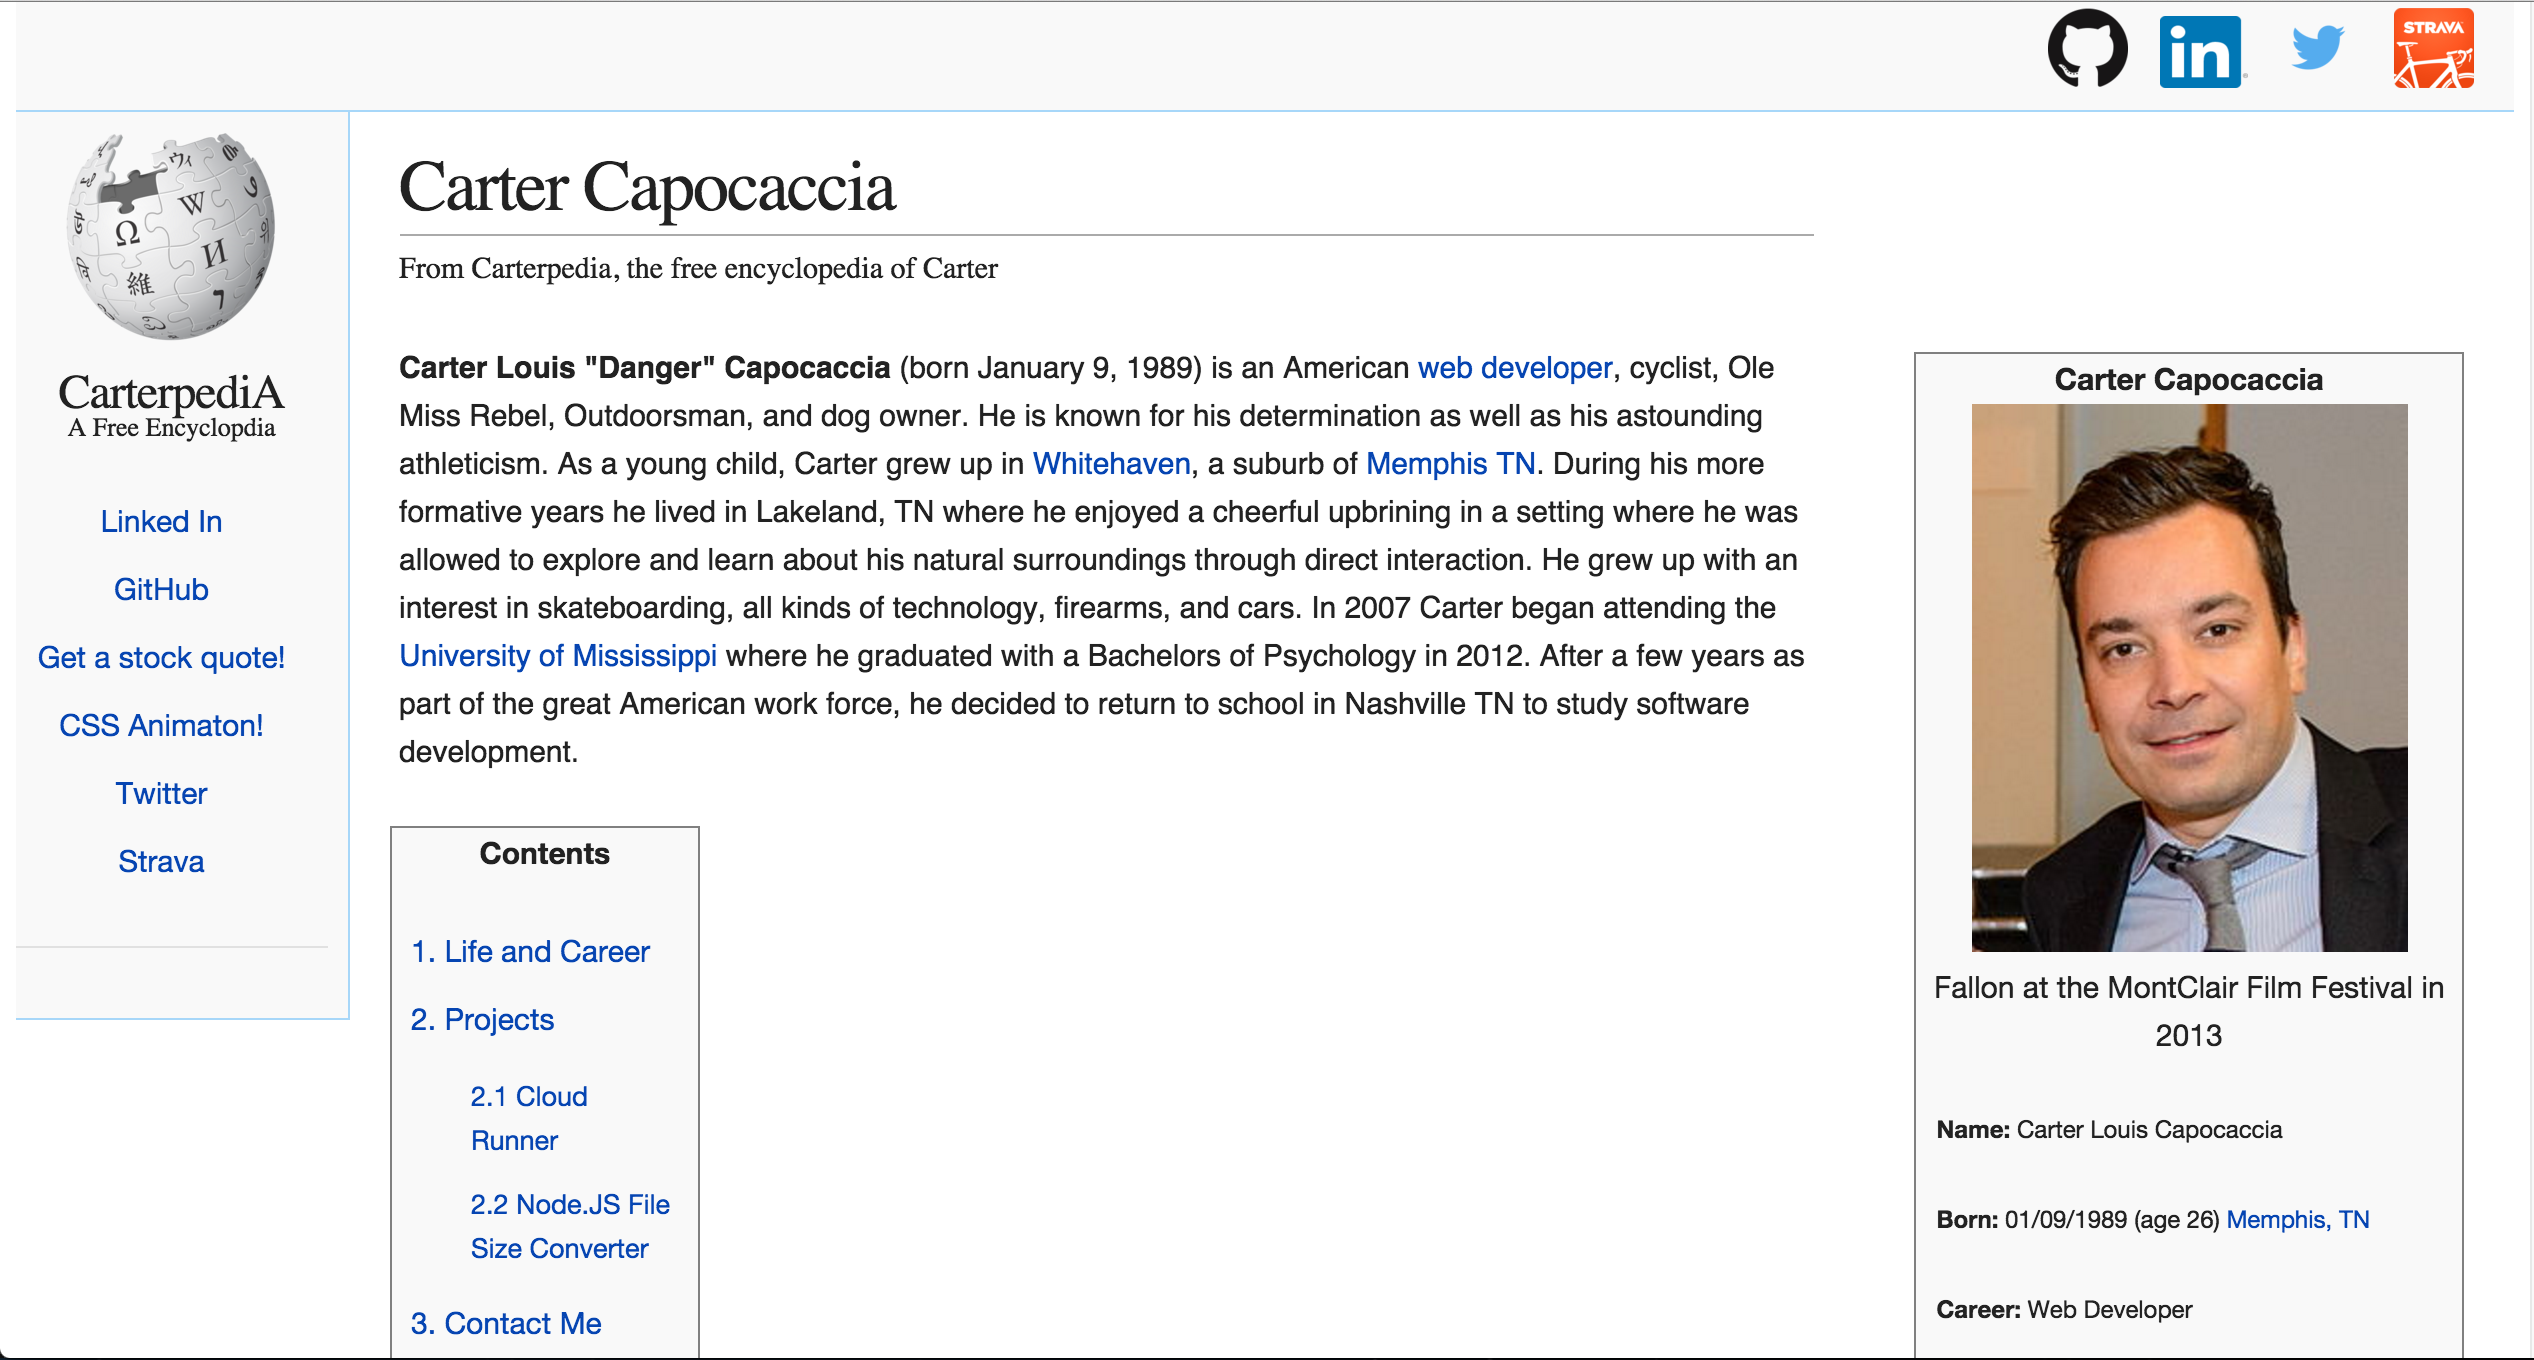 STRAVA
in
Carter Capocaccia
From Carterpedia, the free encyclopedia of Carter
Ω
W
И
維
ウィ
7
CarterpediA
A Free Encyclopdia
Linked In
GitHub
Get a stock quote!
CSS Animaton!
Twitter
Strava
Carter Louis "Danger" Capocaccia (born January 9, 1989) is an American web developer, cyclist, Ole
Miss Rebel, Outdoorsman, and dog owner. He is known for his determination as well as his astounding
athleticism. As a young child, Carter grew up in Whitehaven, a suburb of Memphis TN. During his more
formative years he lived in Lakeland, TN where he enjoyed a cheerful upbrining in a setting where he was
allowed to explore and learn about his natural surroundings through direct interaction. He grew up with an
interest in skateboarding, all kinds of technology, firearms, and cars. In 2007 Carter began attending the
University of Mississippi where he graduated with a Bachelors of Psychology in 2012. After a few years as
part of the great American work force, he decided to return to school in Nashville TN to study software
development.
Contents
1. Life and Career
2. Projects
2.1 Cloud
Runner
2.2 Node.JS File
Size Converter
3. Contact Me
Carter Capocaccia
Fallon at the MontClair Film Festival in
2013
Name: Carter Louis Capocaccia
Born: 01/09/1989 (age 26) Memphis, TN
Career: Web Developer